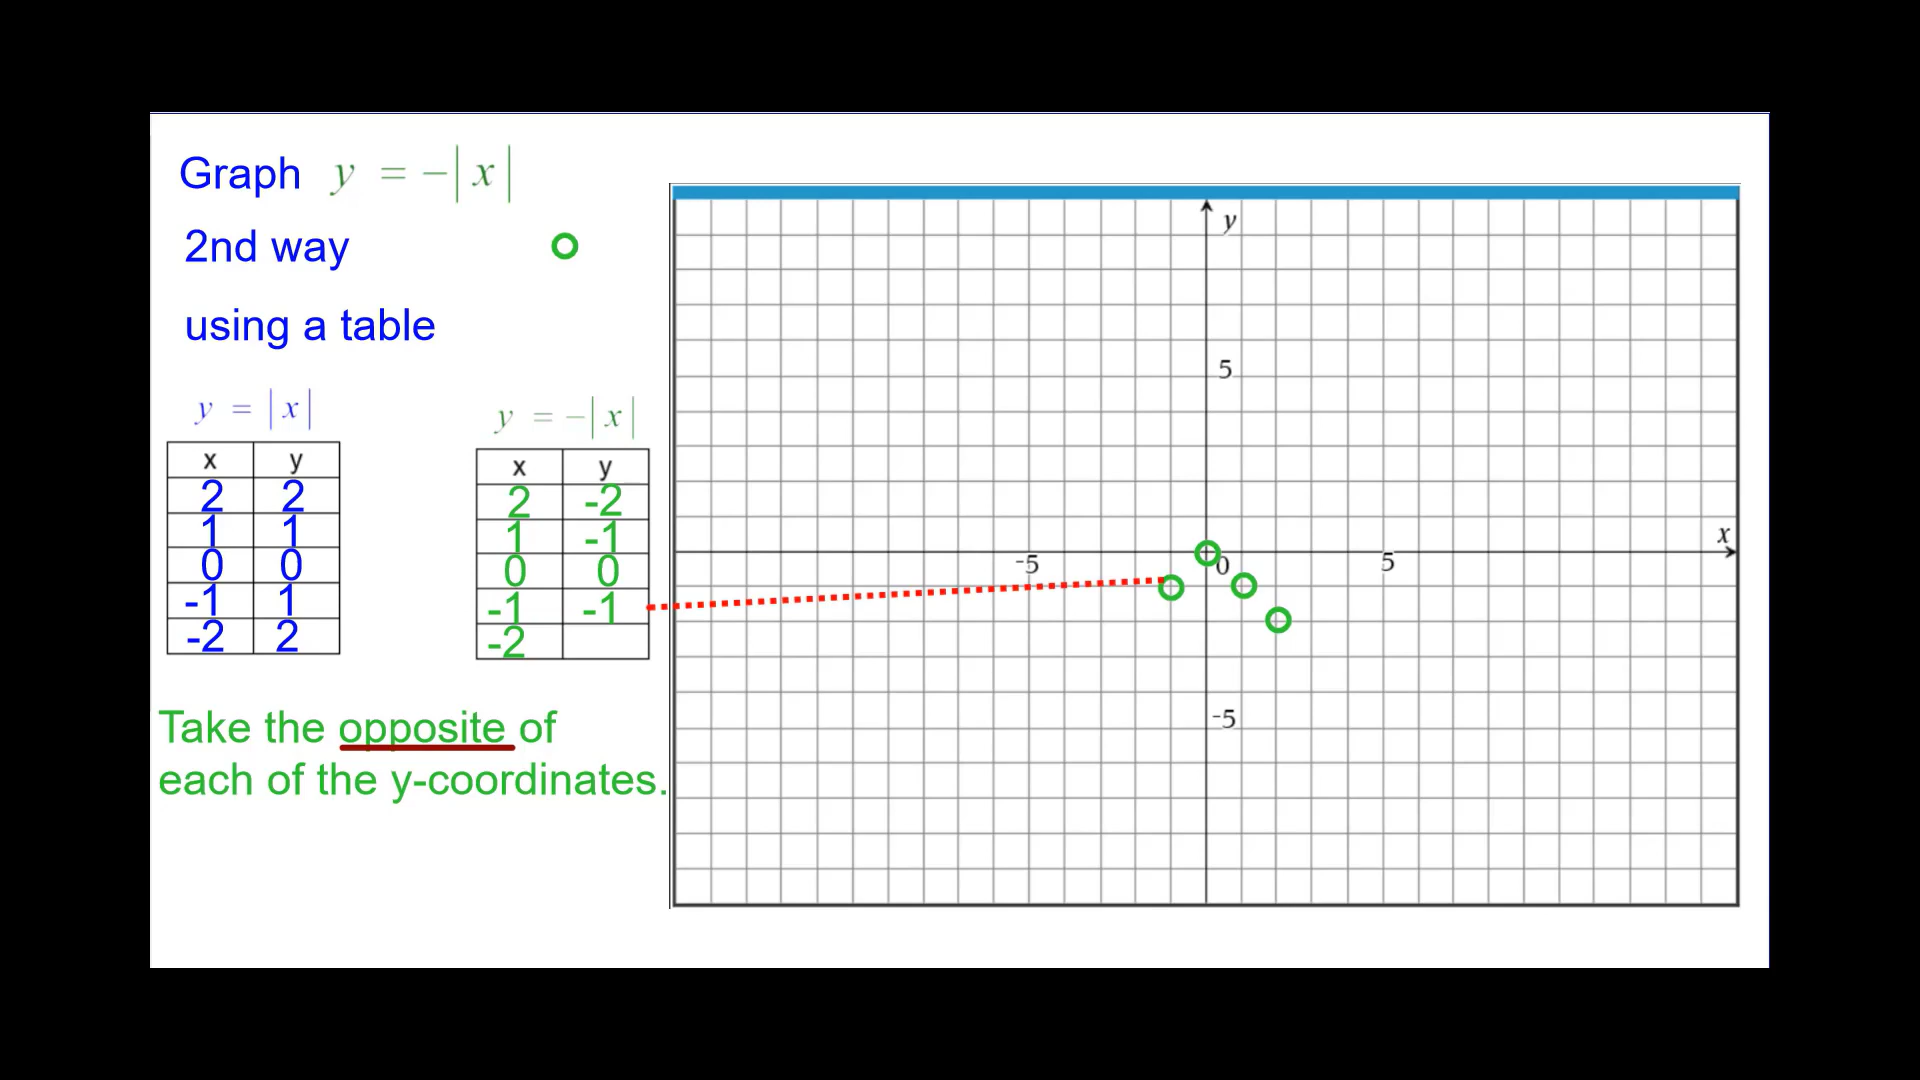 Graph y = -|x|
2nd way
using a table
y = |x|
x y
2 2
1 1
0 0
-1 1
-2 2
y = -|x|
x y
2 -2
1 -1
0 0
-1 -1
-2
Take the opposite of
each of the y-coordinates.
y
5
x
-5 0 5
-5